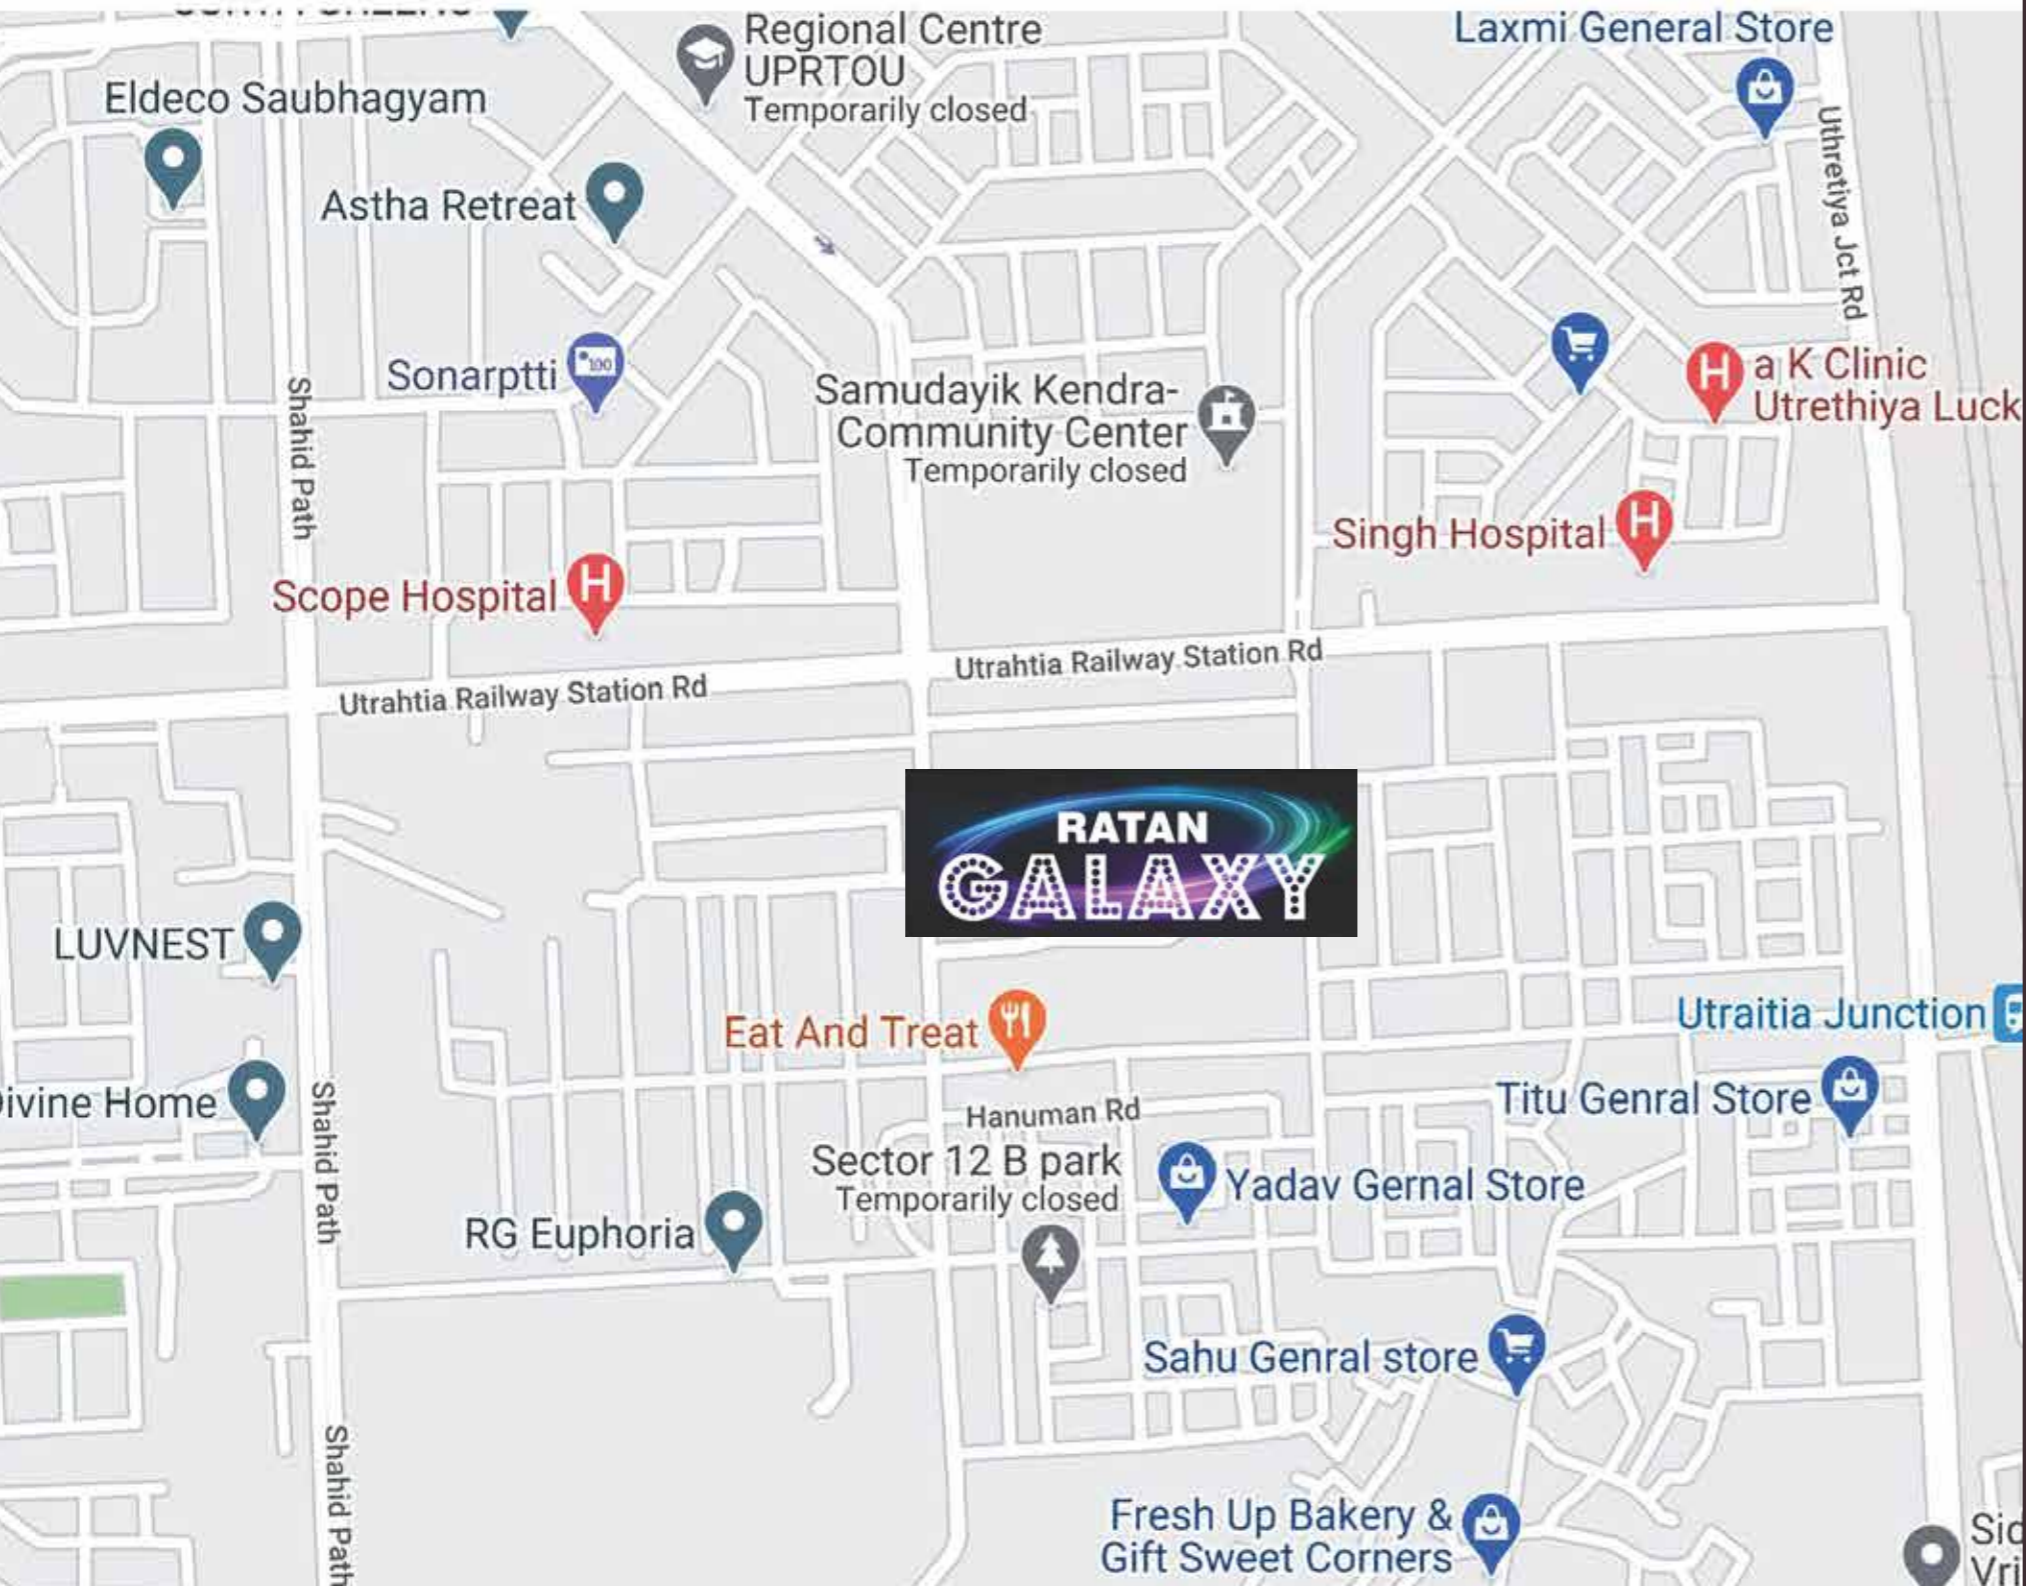 Regional Centre
UPRTOU
Temporarily closed
Laxmi General Store
Eldeco Saubhagyam
Astha Retreat
Uthretiya Jct Rd
Sonarptti
100
Shahid Path
Samudayik Kendra-
Community Center
Temporarily closed
a K Clinic
Utrethiya Luck
Singh Hospital
Scope Hospital
Utrahtia Railway Station Rd
Utrahtia Railway Station Rd
RATAN
GALAXY
LUVNEST
Eat And Treat
Utraitia Junction
ivine Home
Shahid Path
Hanuman Rd
Titu Genral Store
Sector 12 B park
Temporarily closed
Yadav Gernal Store
RG Euphoria
Sahu Genral store
Shahid Path
Fresh Up Bakery &
Gift Sweet Corners
Sid
Vri